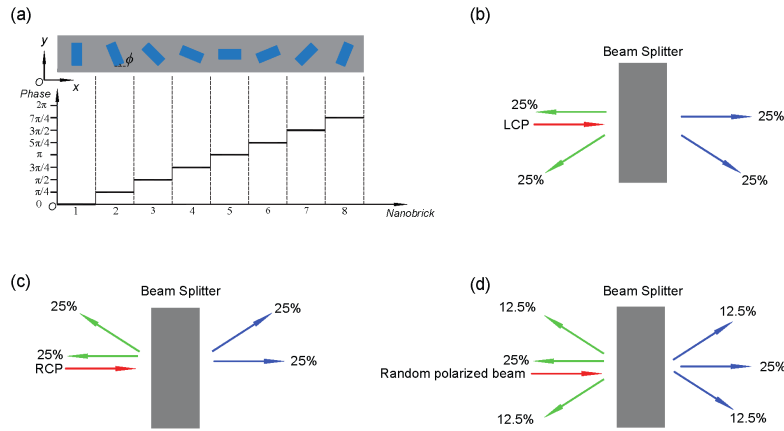 (a)
y
ϕ
O
x
Phase
2π
7π/4
3π/2
5π/4
π
3π/4
π/2
π/4
0
O
1 2 3 4 5 6 7 8
Nanobrick
(b)
Beam Splitter
25%
LCP
25%
25%
25%
(c)
Beam Splitter
25%
25%
25%
RCP
25%
(d)
Beam Splitter
12.5%
12.5%
25%
Random polarized beam
25%
12.5%
12.5%